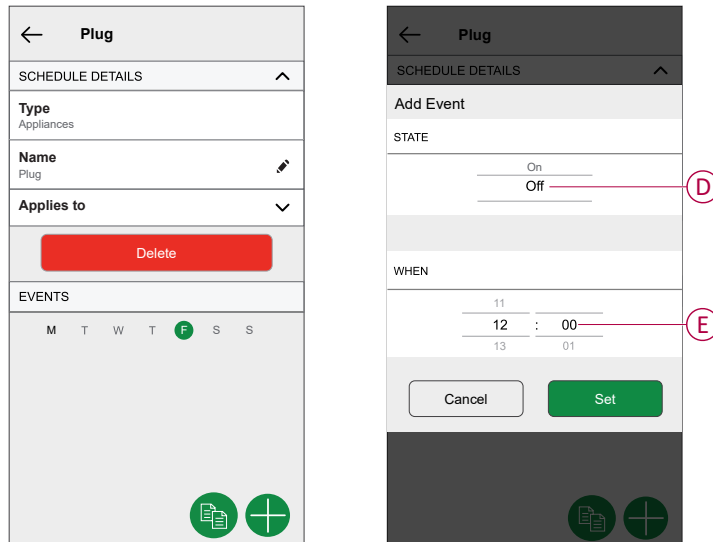 Plug
SCHEDULE DETAILS
Type
Appliances
Name
Plug
Applies to
Delete
EVENTS
M T W T F S S
Plug
SCHEDULE DETAILS
Add Event
STATE
On
Off
D
WHEN
11
12 : 00
E
13 01
Cancel Set